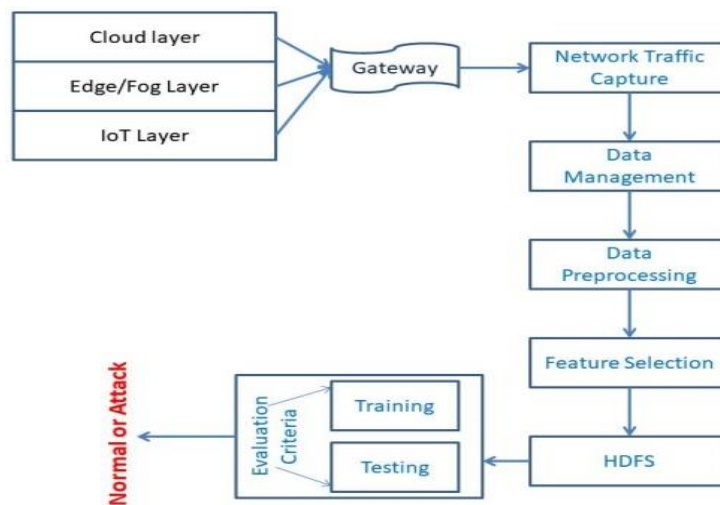 Cloud layer
Edge/Fog Layer
IoT Layer
Gateway
Network Traffic
Capture
Data
Management
Data
Preprocessing
Feature Selection
HDFS
Training
Testing
Evaluation
Criteria
Normal or Attack